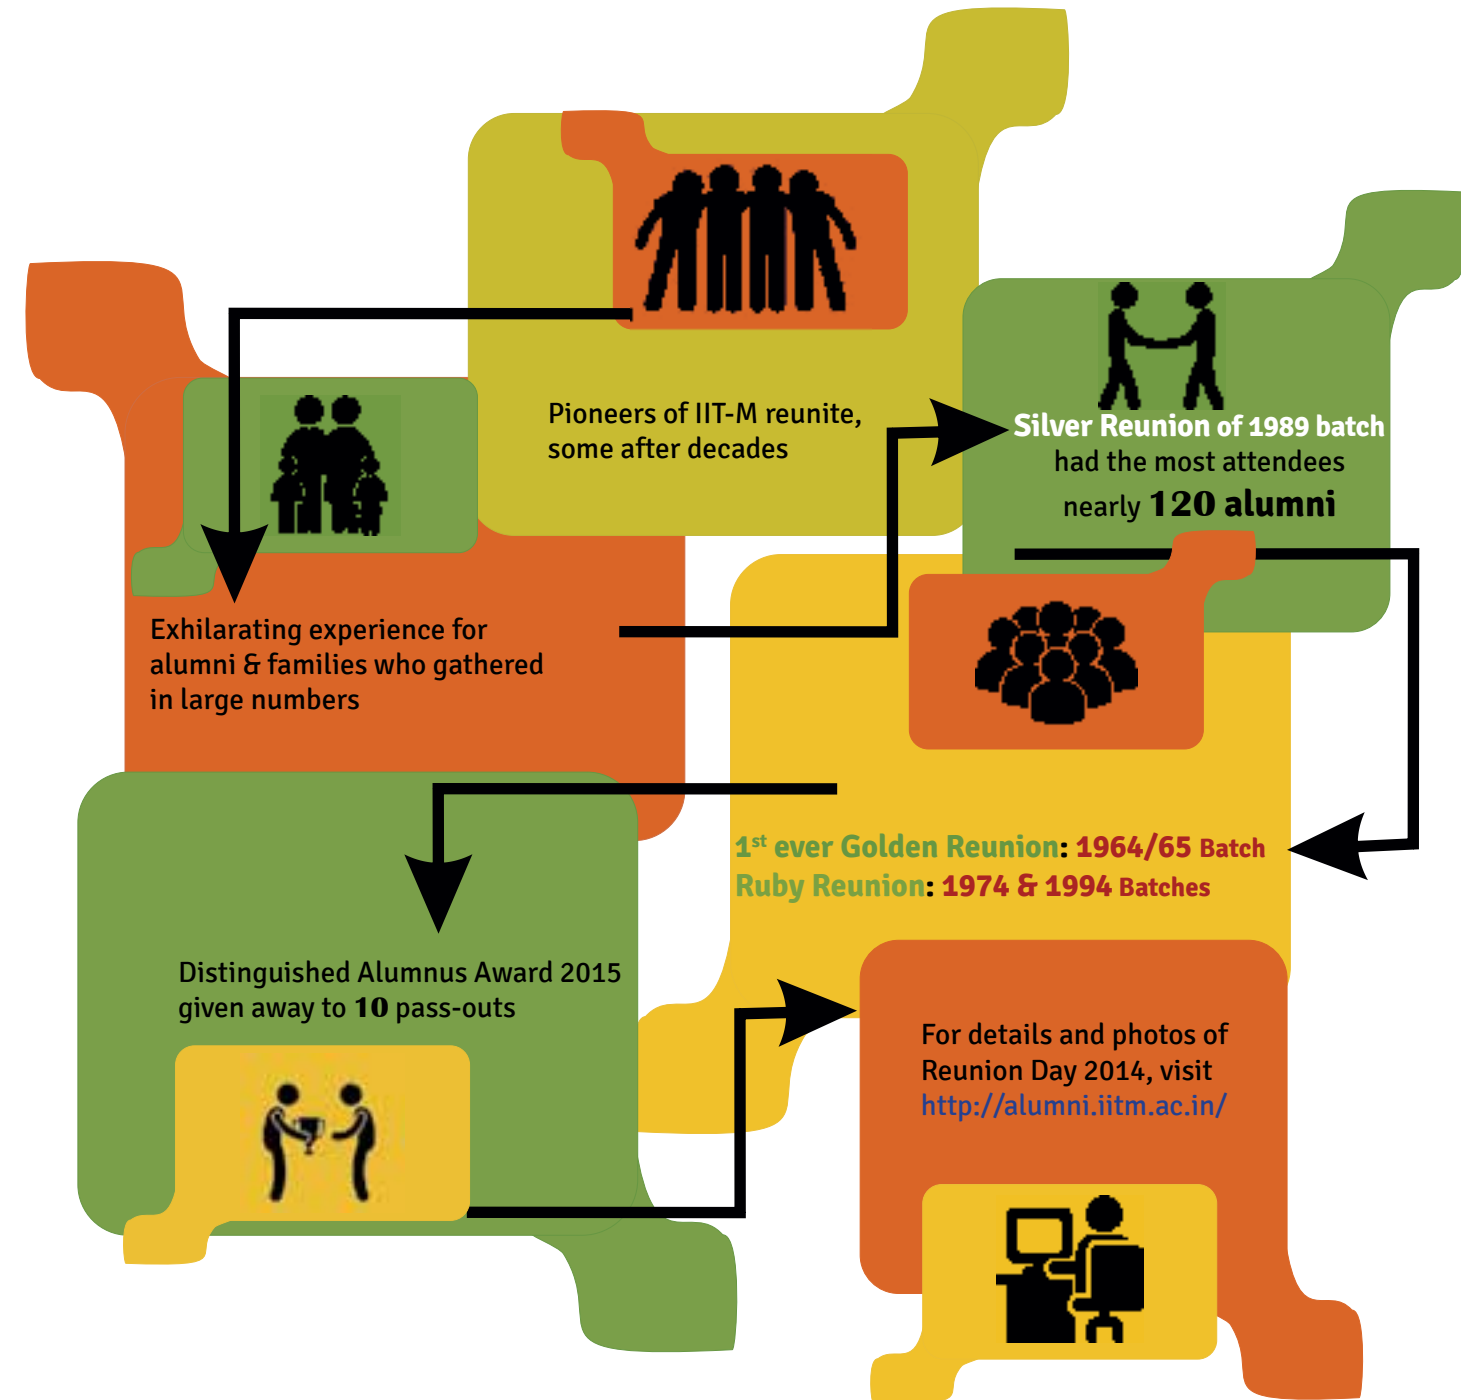 Pioneers of IIT-M reunite,
some after decades
Exhilarating experience for
alumni & families who gathered
in large numbers
Silver Reunion of 1989 batch
had the most attendees
nearly 120 alumni
1st ever Golden Reunion: 1964/65 Batch
Ruby Reunion: 1974 & 1994 Batches
Distinguished Alumnus Award 2015
given away to 10 pass-outs
For details and photos of
Reunion Day 2014, visit
http://alumni.iitm.ac.in/